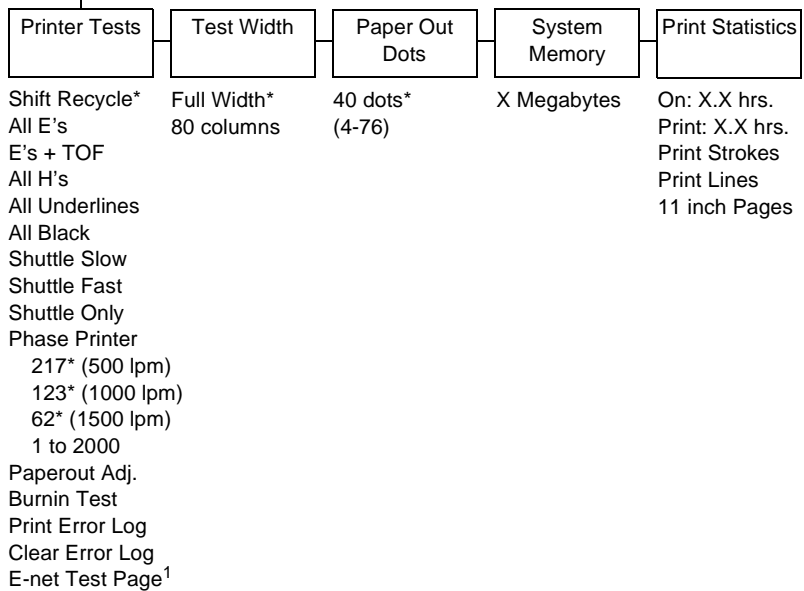 Printer Tests
Test Width
Paper Out
Dots
System
Memory
Print Statistics
Shift Recycle*
All E's
E's + TOF
All H's
All Underlines
All Black
Shuttle Slow
Shuttle Fast
Shuttle Only
Phase Printer
217* (500 lpm)
123* (1000 lpm)
62* (1500 lpm)
1 to 2000
Paperout Adj.
Burnin Test
Print Error Log
Clear Error Log
E-net Test Page1
Full Width*
80 columns
40 dots*
(4-76)
X Megabytes
On: X.X hrs.
Print: X.X hrs.
Print Strokes
Print Lines
11 inch Pages